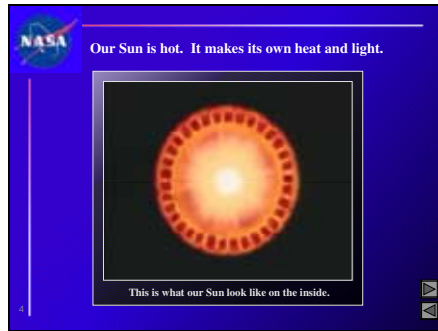 NASA
Our Sun is hot. It makes its own heat and light.
This is what our Sun look like on the inside.
4